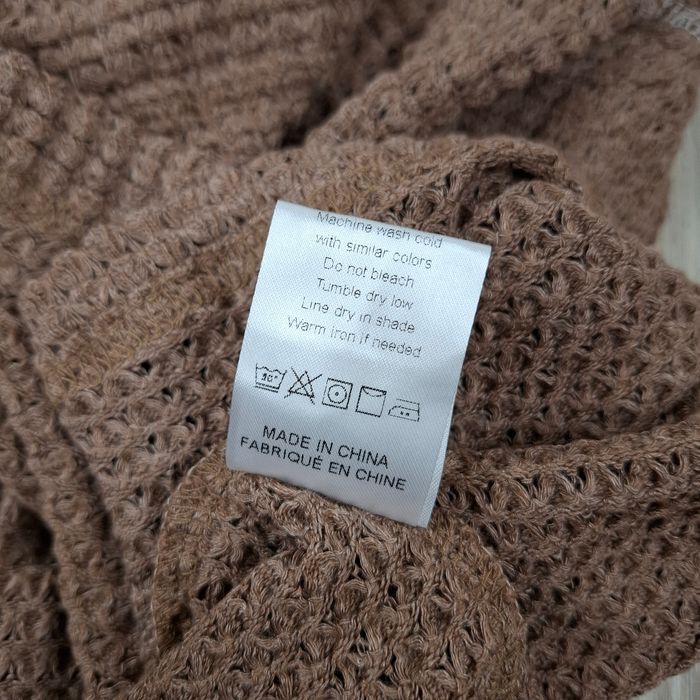 Machine wash cold
with similar colors
Do not bleach
Tumble dry low
Line dry in shade
Warm iron if needed
30°
MADE IN CHINA
FABRIQUÉ EN CHINE